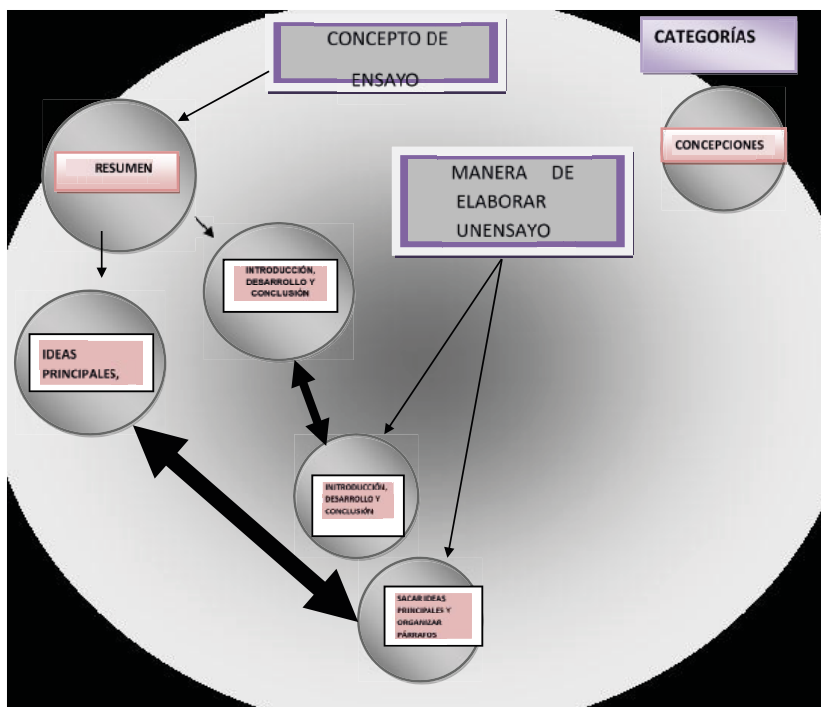 CONCEPTO DE
ENSAYO
CATEGORÍAS
CONCEPCIONES
RESUMEN
MANERA DE
ELABORAR
UNENSAYO
INTRODUCCIÓN,
DESARROLLO Y
CONCLUSIÓN
IDEAS
PRINCIPALES,
INITRODUCCIÓN,
DESARROLLO Y
CONCLUSIÓN
SACAR IDEAS
PRINCIPALES Y
ORGANIZAR
PÁRRAFOS